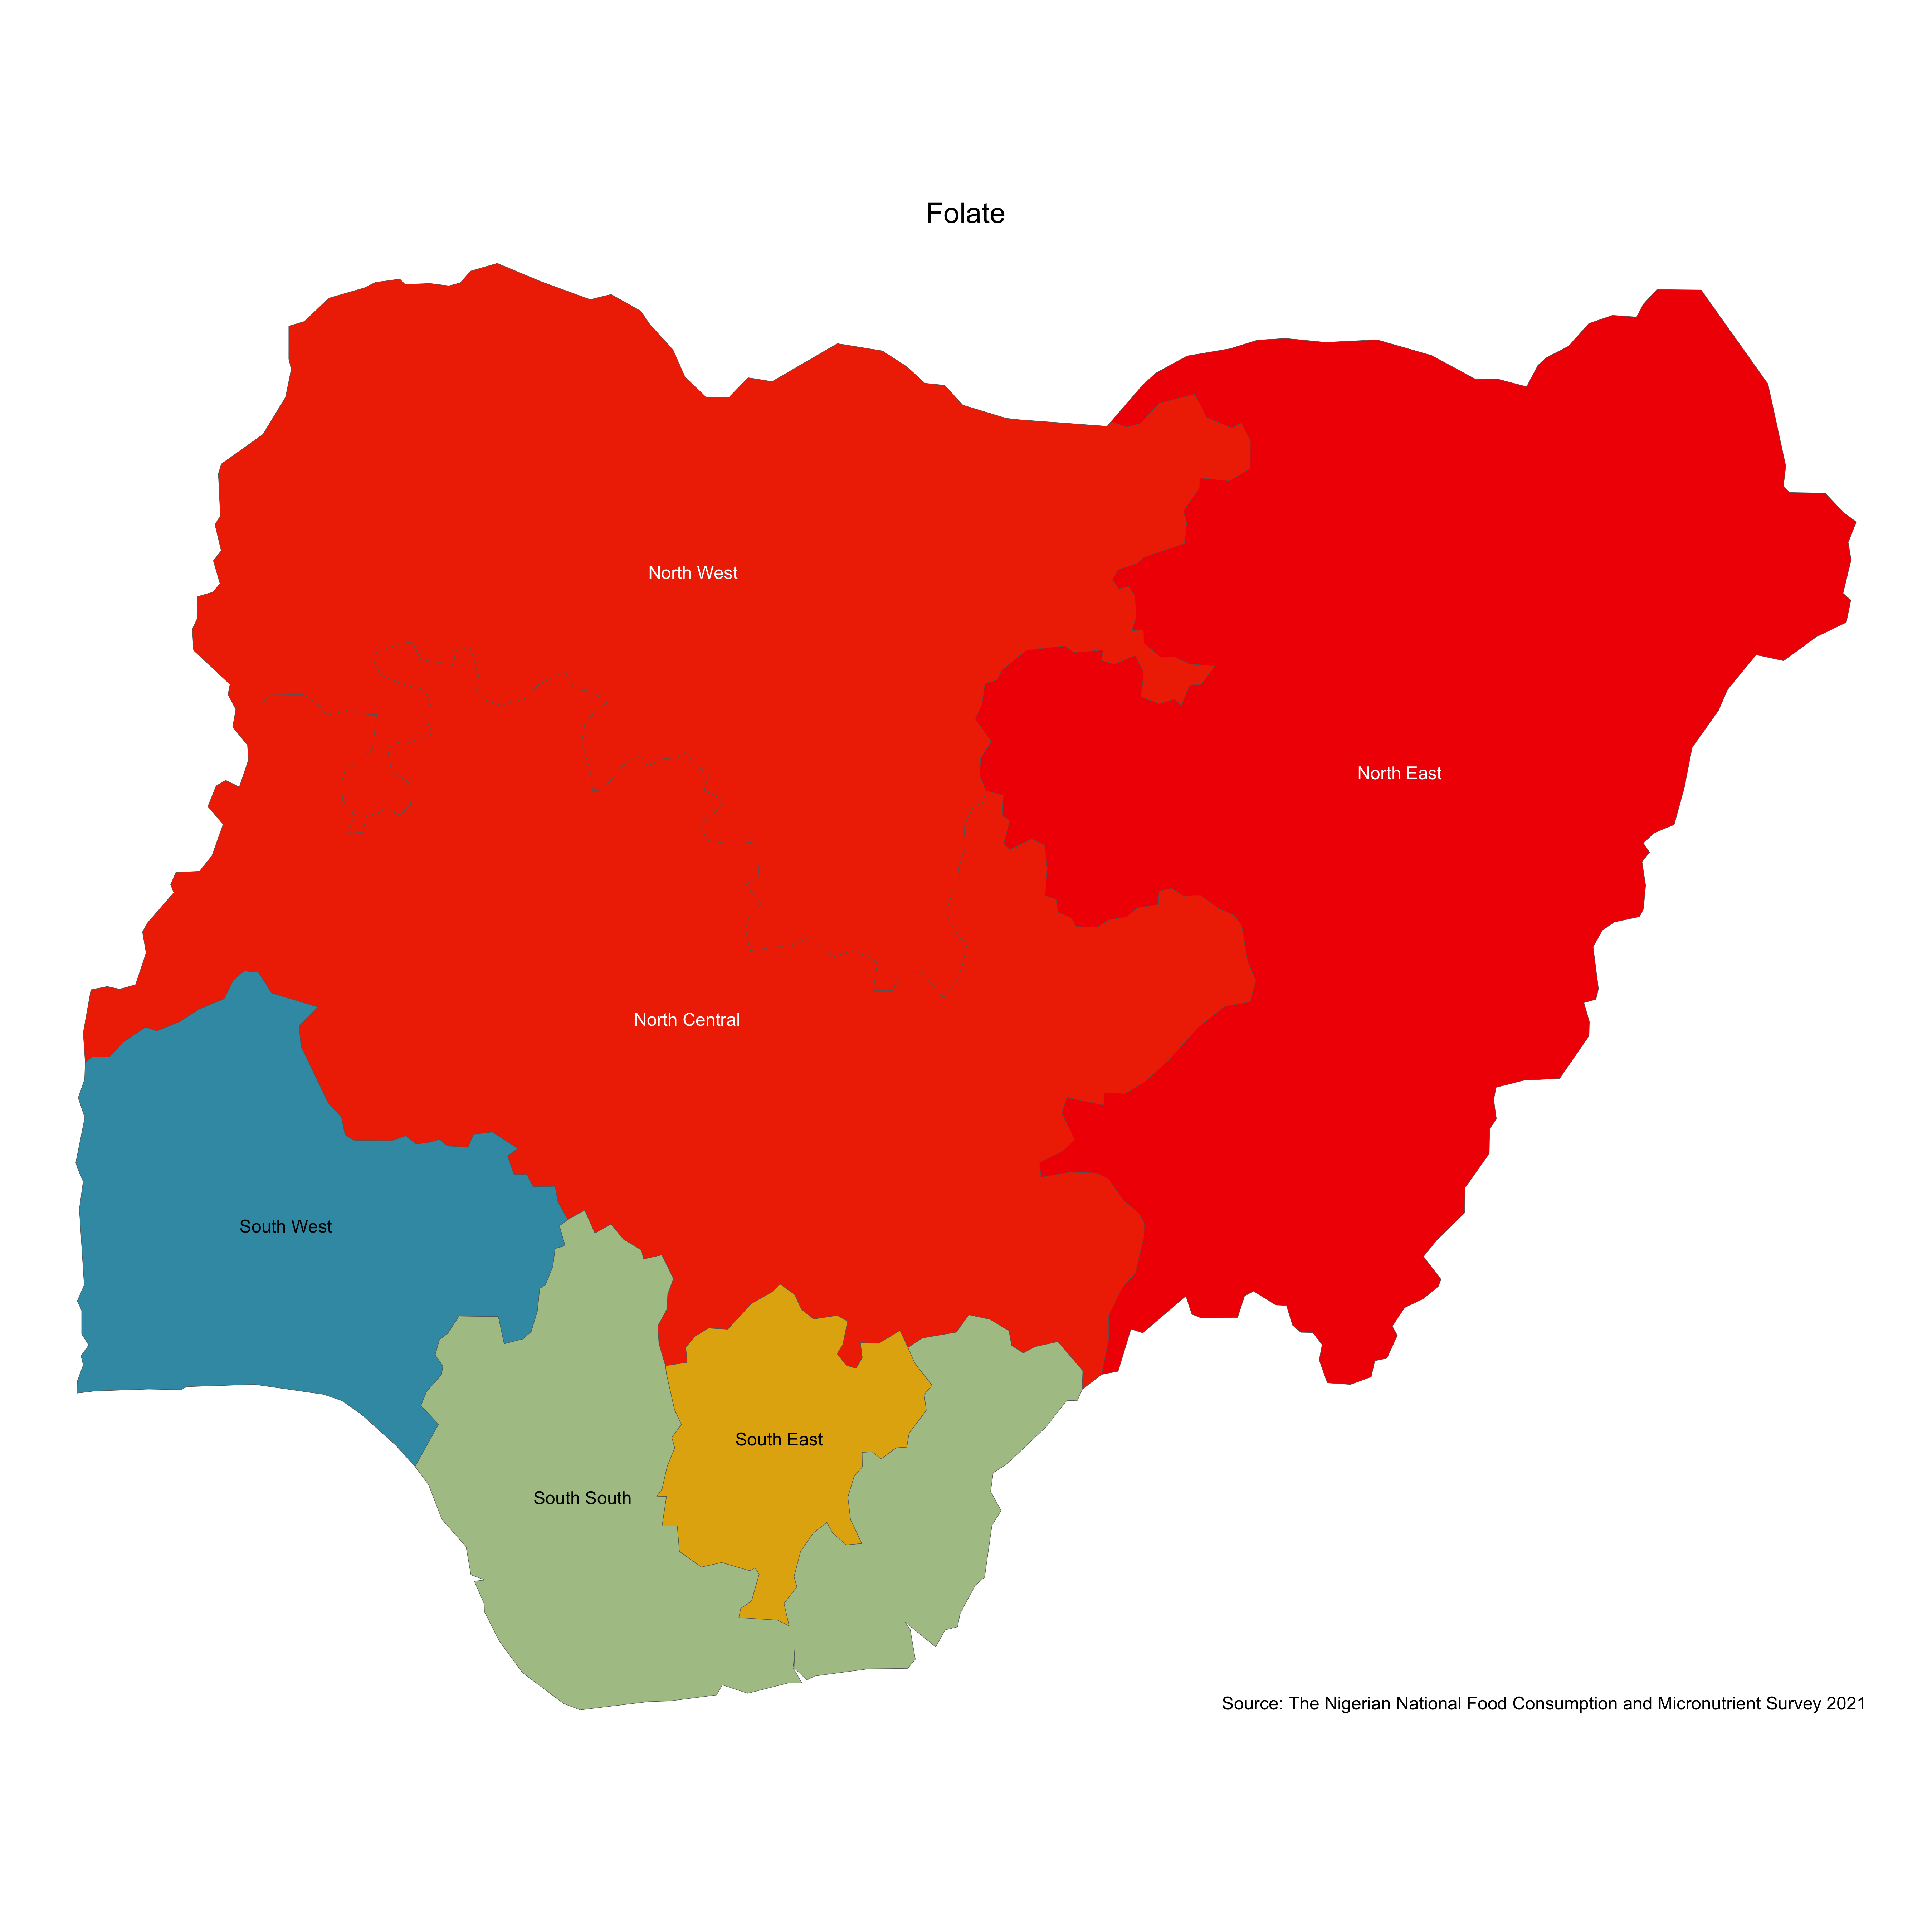 Folate
North West
North East
North Central
South West
South East
South South
Source: The Nigerian National Food Consumption and Micronutrient Survey 2021